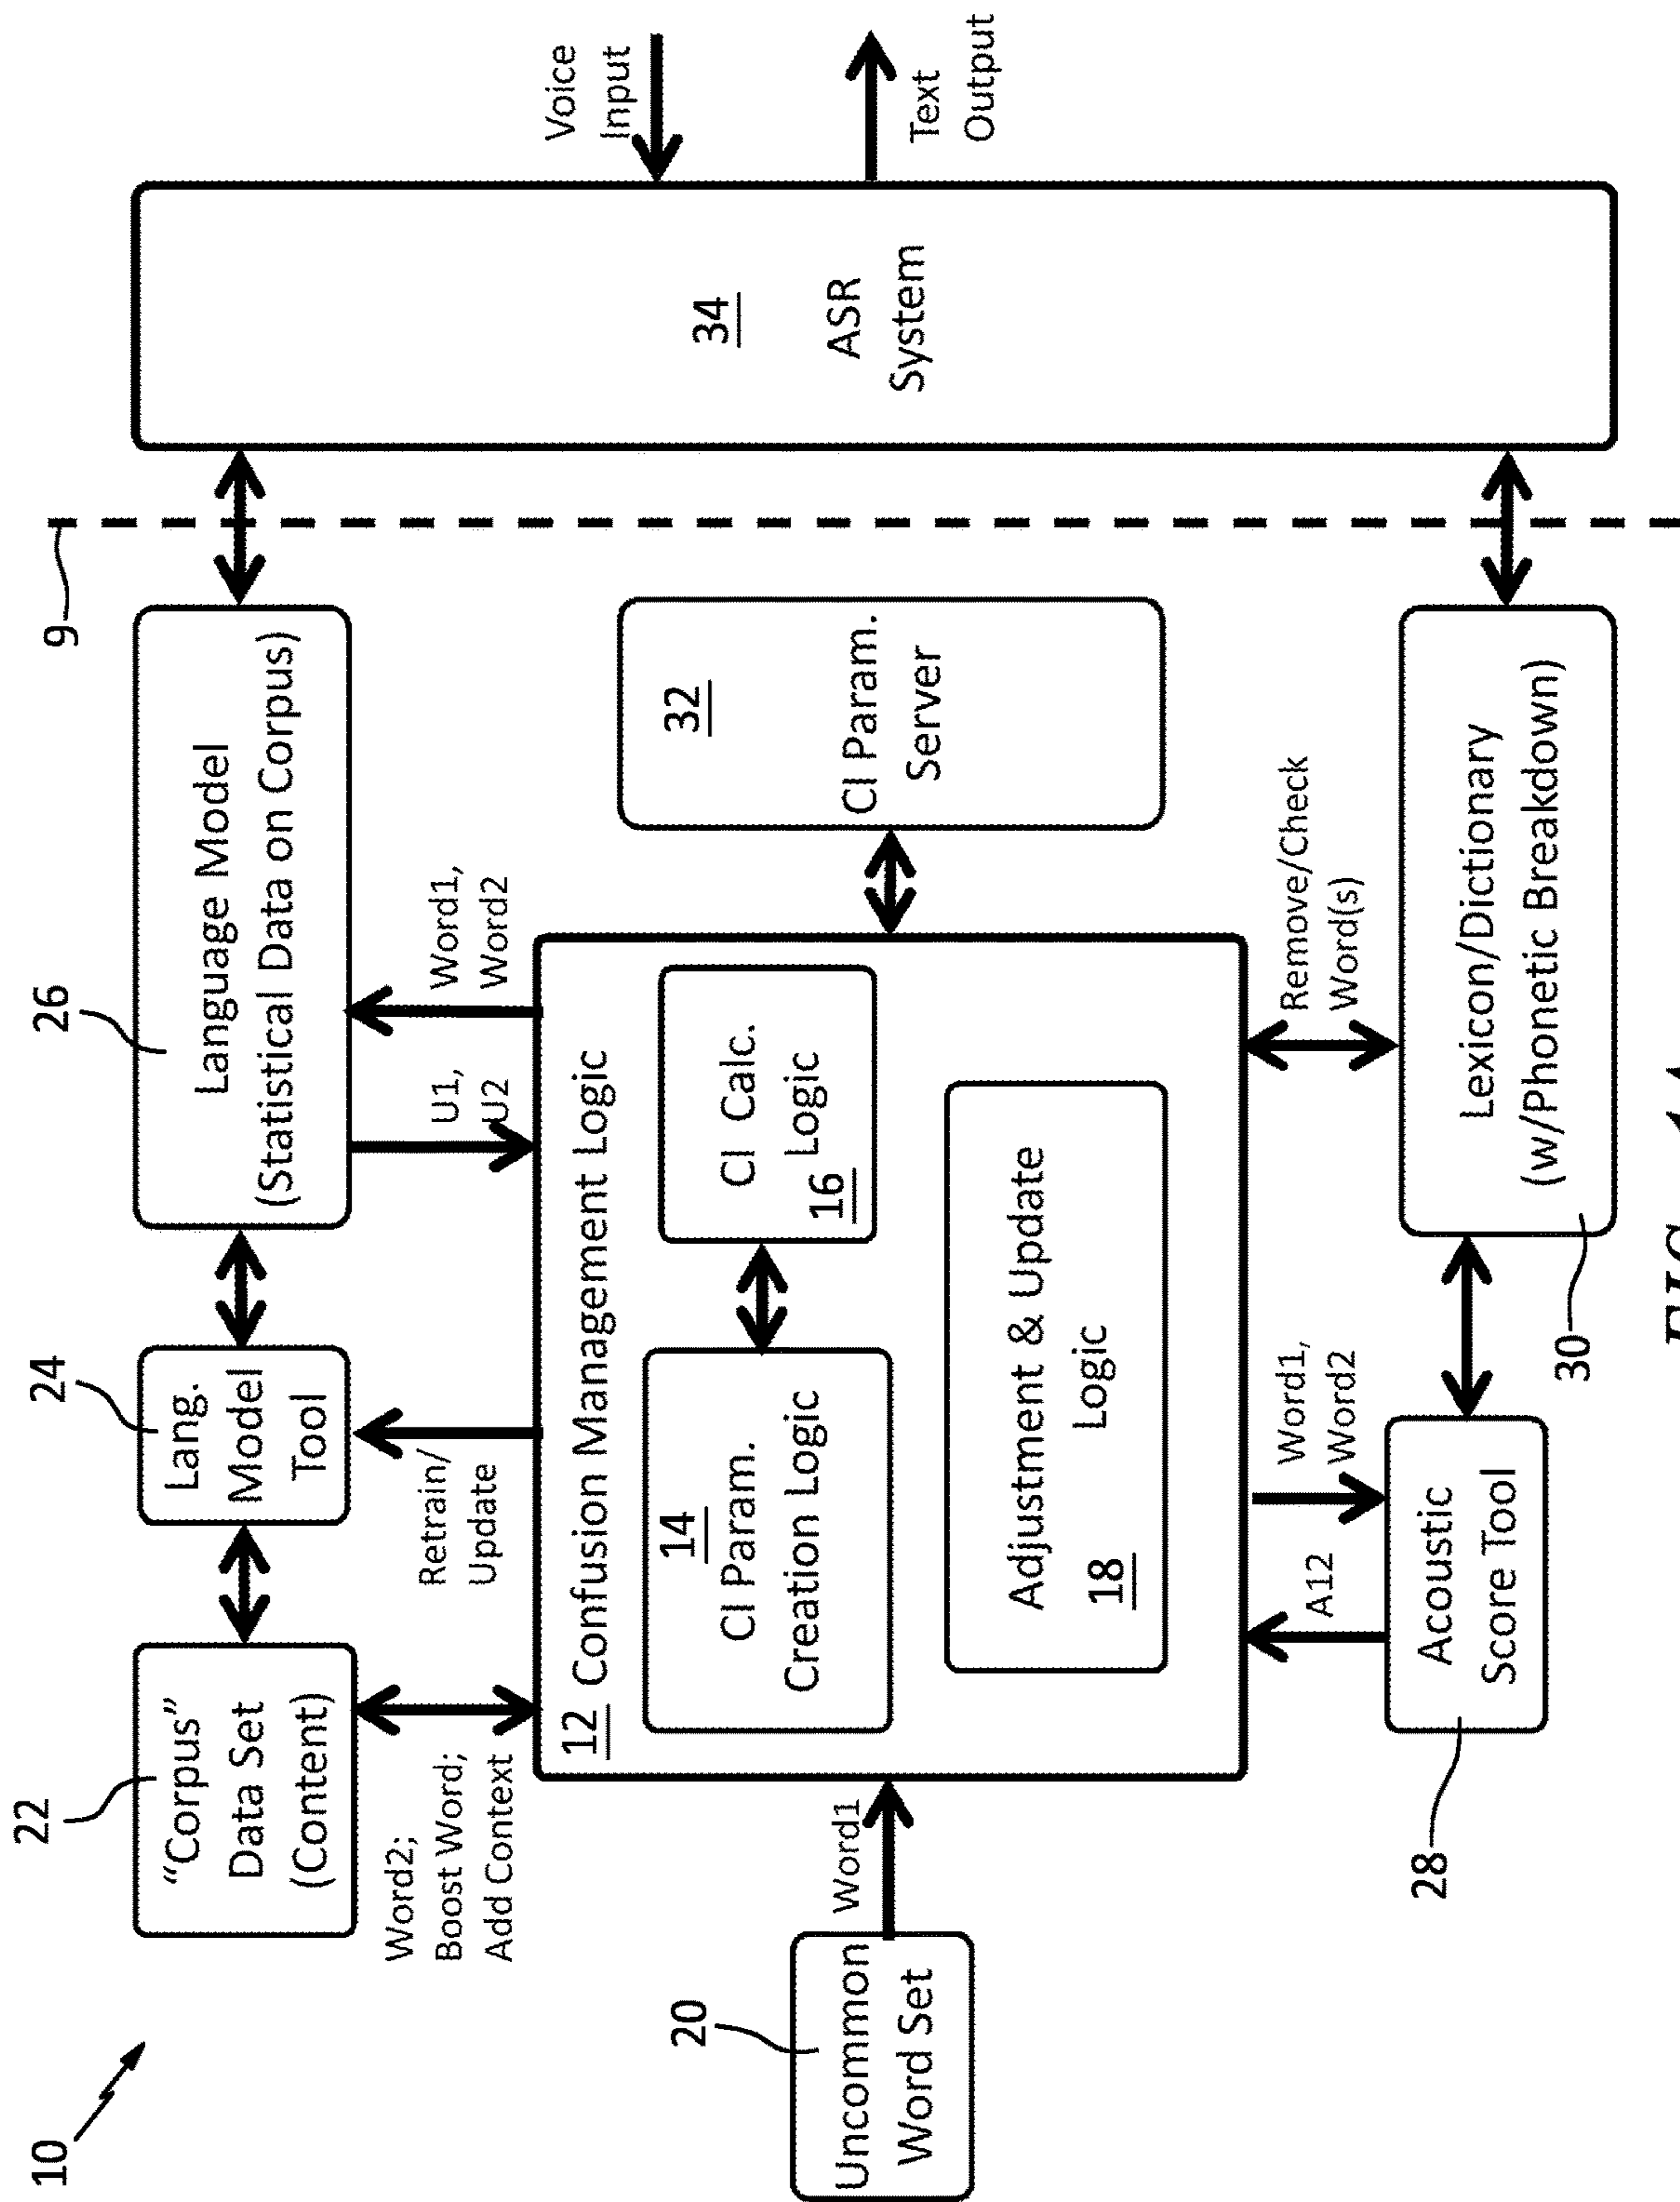 10
22
"Corpus"
Data Set
(Content)
24
Lang.
Model
Tool
26
Language Model
(Statistical Data on Corpus)
9
Word2;
Boost Word;
Add Context
Retrain/
Update
U1,
U2
Word1,
Word2
20
Uncommon
Word Set
Word1
12 Confusion Management Logic
14
CI Param.
Creation Logic
CI Calc.
Logic
16
Adjustment & Update
Logic
18
32
CI Param.
Server
34
ASR
System
Voice
Input
Text
Output
A12
Word1,
Word2
Remove/Check
Word(s)
28
Acoustic
Score Tool
30
Lexicon/Dictionary
(w/Phonetic Breakdown)